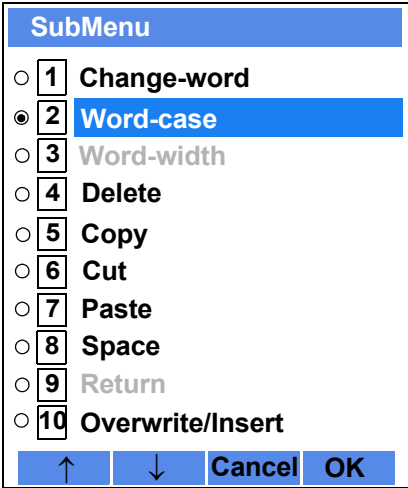 SubMenu
1 Change-word
2 Word-case
3 Word-width
4 Delete
5 Copy
6 Cut
7 Paste
8 Space
9 Return
10 Overwrite/Insert
↑ ↓ Cancel OK